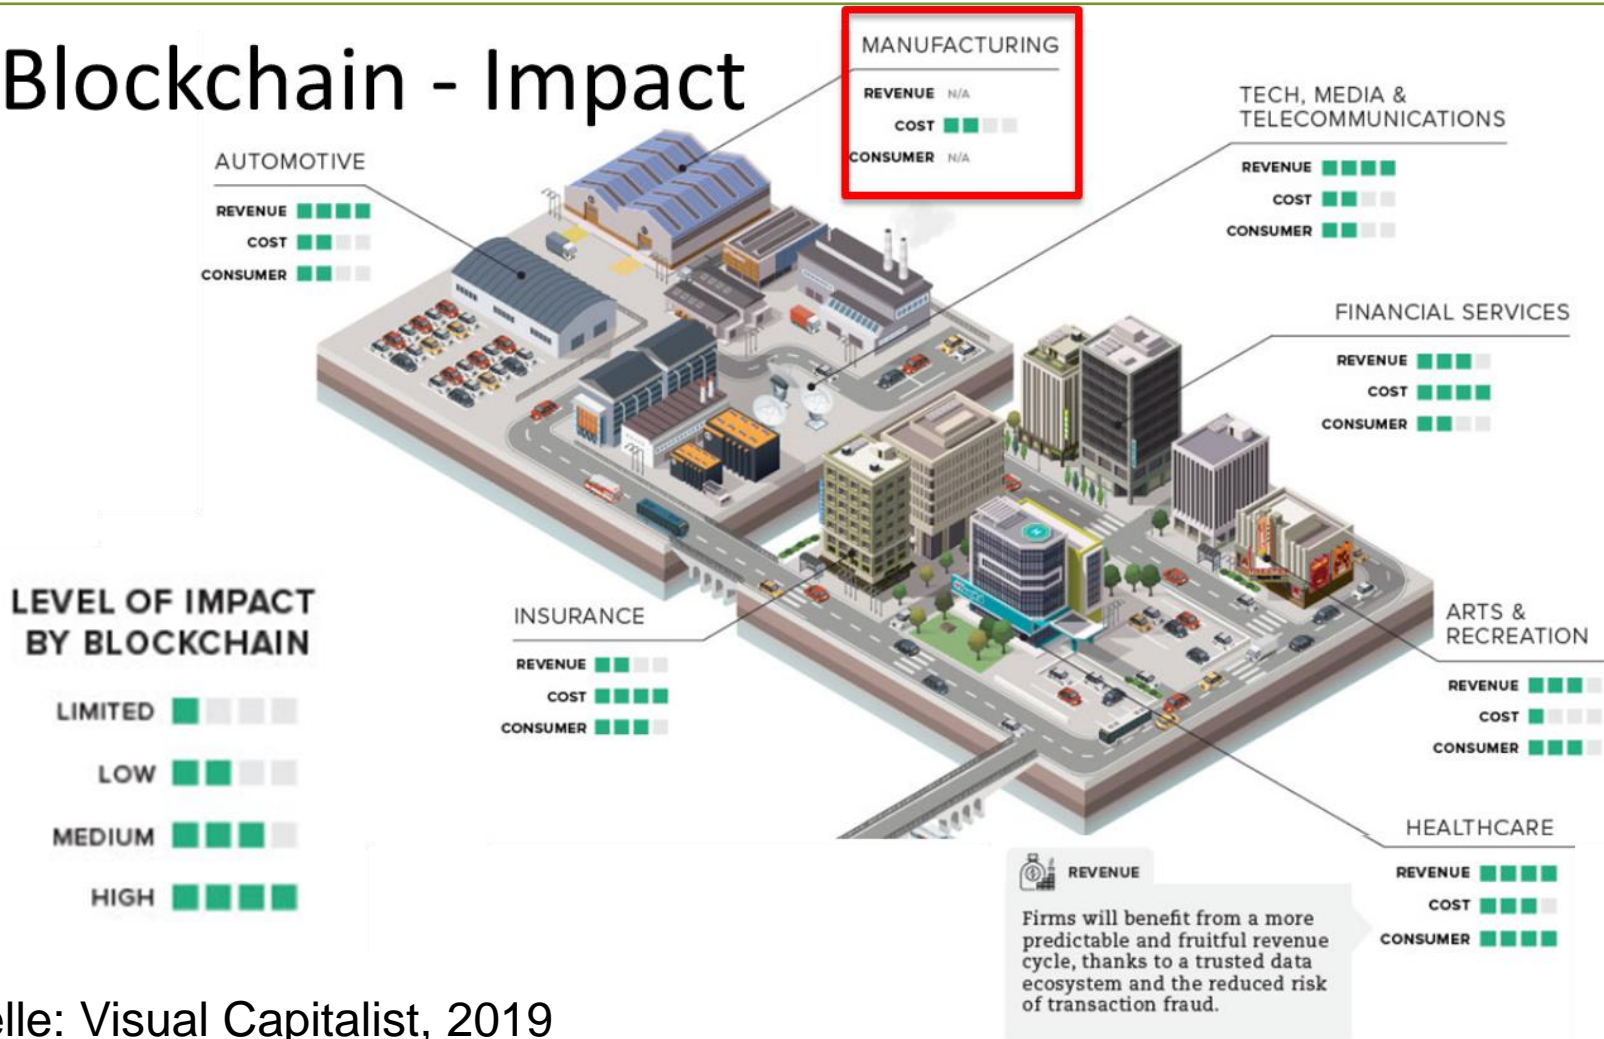 Blockchain - Impact
MANUFACTURING
REVENUE N/A
COST
CONSUMER N/A
TECH, MEDIA &
TELECOMMUNICATIONS
REVENUE
COST
CONSUMER
AUTOMOTIVE
REVENUE
COST
CONSUMER
FINANCIAL SERVICES
REVENUE
COST
CONSUMER
LEVEL OF IMPACT
BY BLOCKCHAIN
LIMITED
LOW
MEDIUM
HIGH
INSURANCE
REVENUE
COST
CONSUMER
ARTS &
RECREATION
REVENUE
COST
CONSUMER
HEALTHCARE
REVENUE
COST
CONSUMER
REVENUE
Firms will benefit from a more
predictable and fruitful revenue
cycle, thanks to a trusted data
ecosystem and the reduced risk
of transaction fraud.
elle: Visual Capitalist, 2019